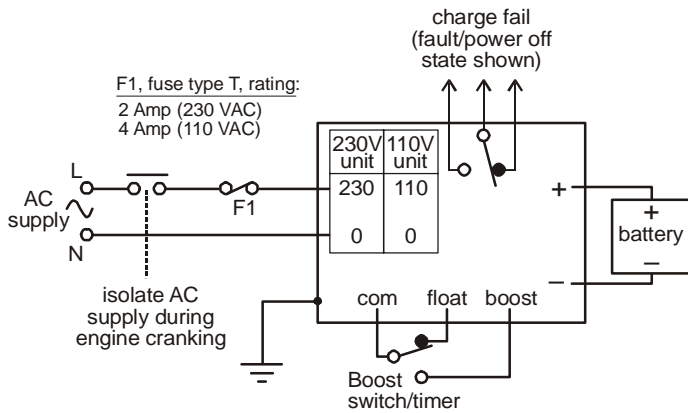 charge fail
(fault/power off
state shown)
F1, fuse type T, rating:
2 Amp (230 VAC)
4 Amp (110 VAC)
230V unit
110V unit
230
110
0
0
L
F1
AC
supply
N
+
−
+
battery
−
isolate AC
supply during
engine cranking
com
float
boost
Boost
switch/timer